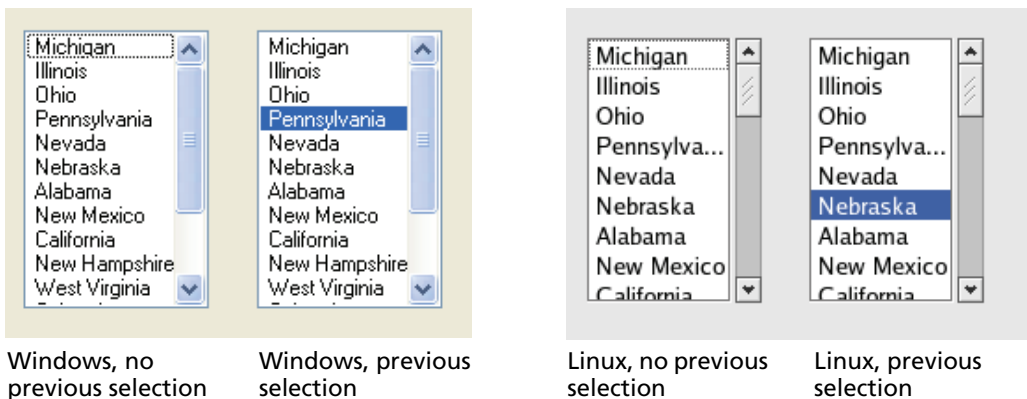 Michigan
Illinois
Ohio
Pennsylvania
Nevada
Nebraska
Alabama
New Mexico
California
New Hampshire
West Virginia
Michigan
Illinois
Ohio
Pennsylvania
Nevada
Nebraska
Alabama
New Mexico
California
New Hampshire
West Virginia
Michigan
Illinois
Ohio
Pennsylva...
Nevada
Nebraska
Alabama
New Mexico
California
Michigan
Illinois
Ohio
Pennsylva...
Nevada
Nebraska
Alabama
New Mexico
California
Windows, no
previous selection
Windows, previous
selection
Linux, no previous
selection
Linux, previous
selection